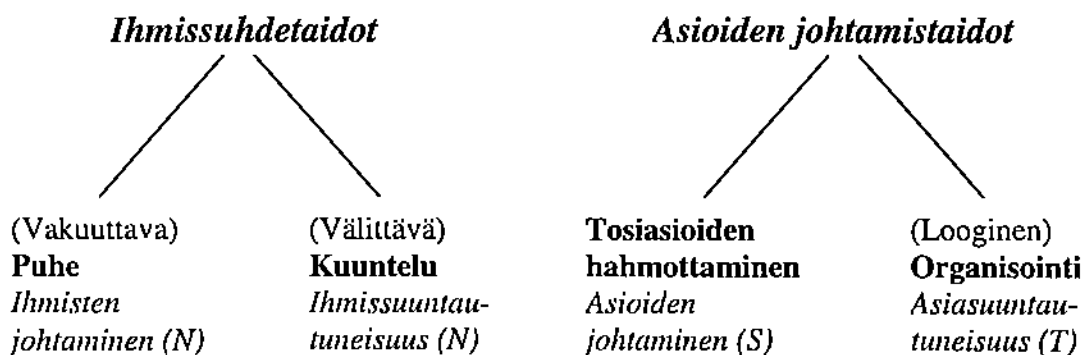 Ihmissuhdetaidot
Asioiden johtamistaidot
(Vakuuttava)
Puhe
Ihmisten
johtaminen (N)
(Välittävä)
Kuuntelu
Ihmissuuntau-
tuneisuus (N)
Tosiasioiden
hahmottaminen
Asioiden
johtaminen (S)
(Looginen)
Organisointi
Asiasuuntau-
tuneisuus (T)